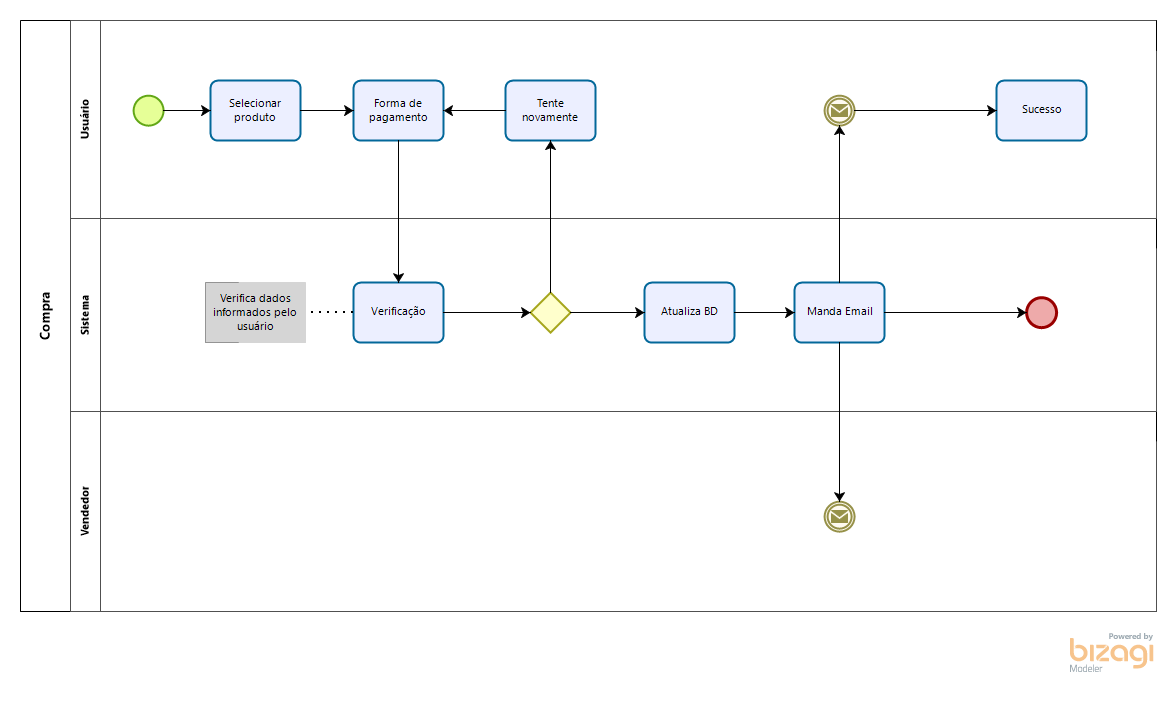 Compra
Usuário
Selecionar
produto
Forma de
pagamento
Tente
novamente
Sucesso
Sistema
Verifica dados
informados pelo
usuário
Verificação
Atualiza BD
Manda Email
Vendedor
Powered by
bizagi
Modeler